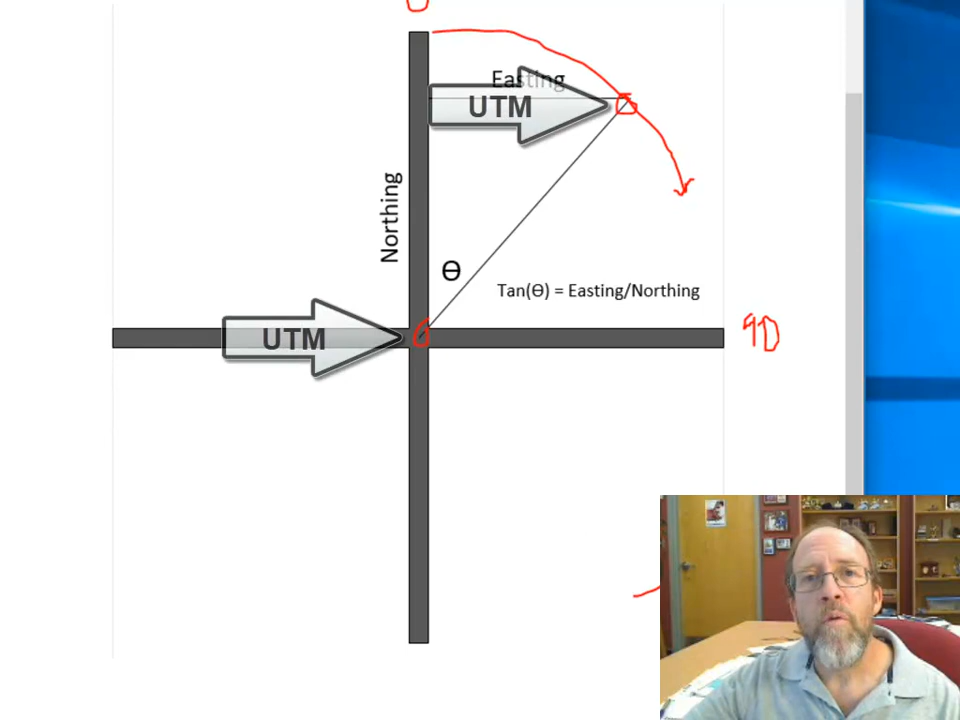 0
Easting
UTM
Northing
Θ
Tan(Θ) = Easting/Northing
UTM
90